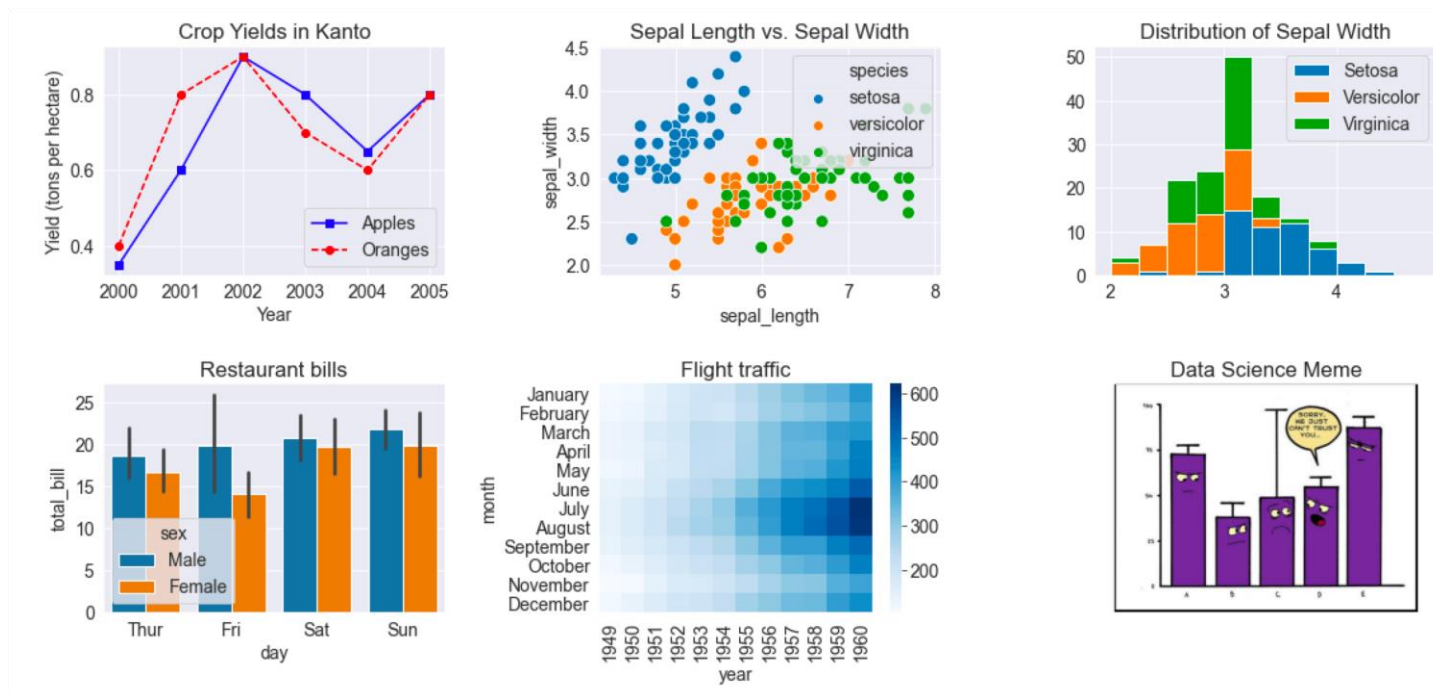 Crop Yields in Kanto
Yield (tons per hectare)
0.8
0.6
0.4
Apples
Oranges
2000 2001 2002 2003 2004 2005
Year
Sepal Length vs. Sepal Width
sepal_width
4.5
4.0
3.5
3.0
2.5
2.0
species
setosa
versicolor
virginica
5 6 7 8
sepal_length
Distribution of Sepal Width
50
40
30
20
10
0
Setosa
Versicolor
Virginica
2 3 4
Restaurant bills
total_bill
25
20
15
10
5
0
sex
Male
Female
Thur Fri Sat Sun
day
Flight traffic
month
January
February
March
April
May
June
July
August
September
October
November
December
1949 1950 1951 1952 1953 1954 1955 1956 1957 1958 1959 1960
year
600
500
400
300
200
Data Science Meme
SORRY,
WE JUST
CAN'T TRUST
YOU...
A B C D E